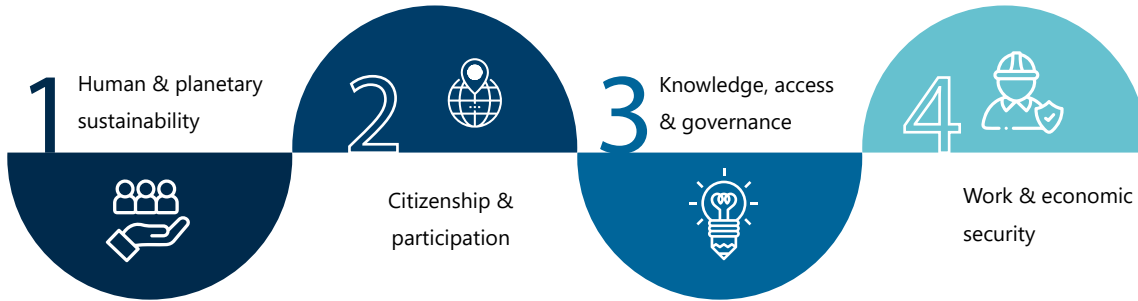 1
Human & planetary
sustainability
2
Citizenship &
participation
3
Knowledge, access
& governance
4
Work & economic
security